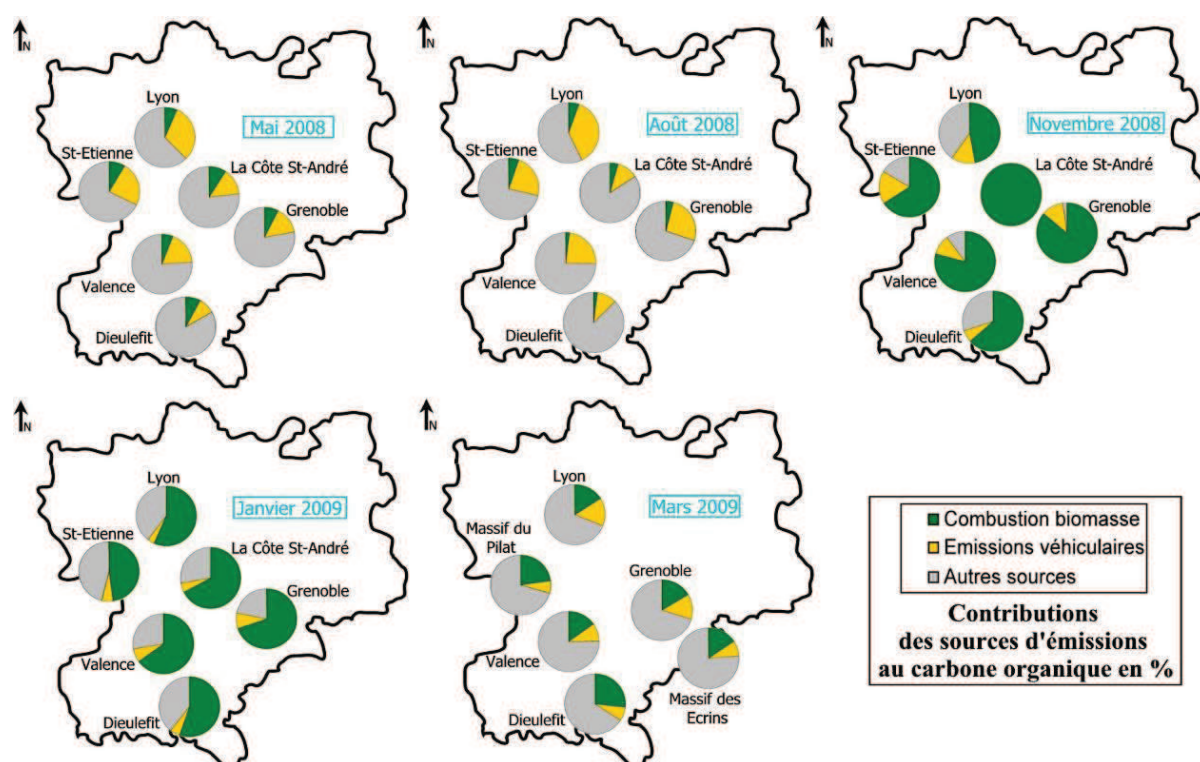 N
Lyon
Mai 2008
St-Etienne
La Côte St-André
Grenoble
Valence
Dieulefit
N
Lyon
Août 2008
St-Etienne
La Côte St-André
Grenoble
Valence
Dieulefit
N
Lyon
Novembre 2008
St-Etienne
La Côte St-André
Grenoble
Valence
Dieulefit
N
Lyon
Janvier 2009
St-Etienne
La Côte St-André
Grenoble
Valence
Dieulefit
N
Lyon
Mars 2009
Massif du
Pilat
Grenoble
Valence
Massif des
Ecrins
Dieulefit
Combustion biomasse
Emissions véhiculaires
Autres sources
Contributions
des sources d'émissions
au carbone organique en %